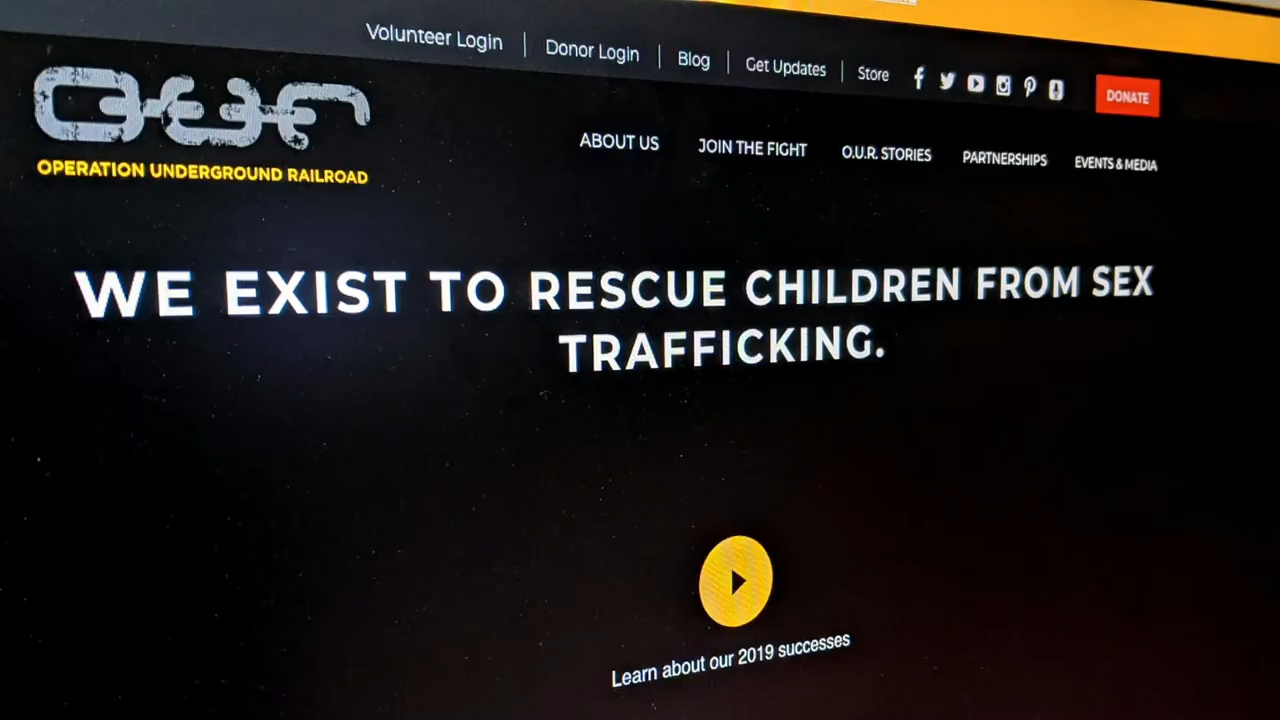 Volunteer Login | Donor Login | Blog | Get Updates | Store
DONATE
OUR
OPERATION UNDERGROUND RAILROAD
ABOUT US JOIN THE FIGHT O.U.R. STORIES PARTNERSHIPS EVENTS & MEDIA
WE EXIST TO RESCUE CHILDREN FROM SEX
TRAFFICKING.
Learn about our 2019 successes